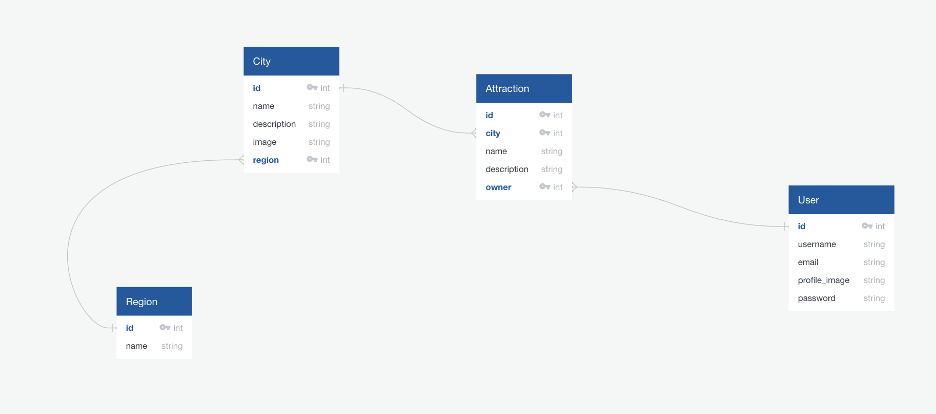 City
id int
name string
description string
image string
region int
Attraction
id int
city int
name string
description string
owner int
User
id int
username string
email string
profile_image string
password string
Region
id int
name string